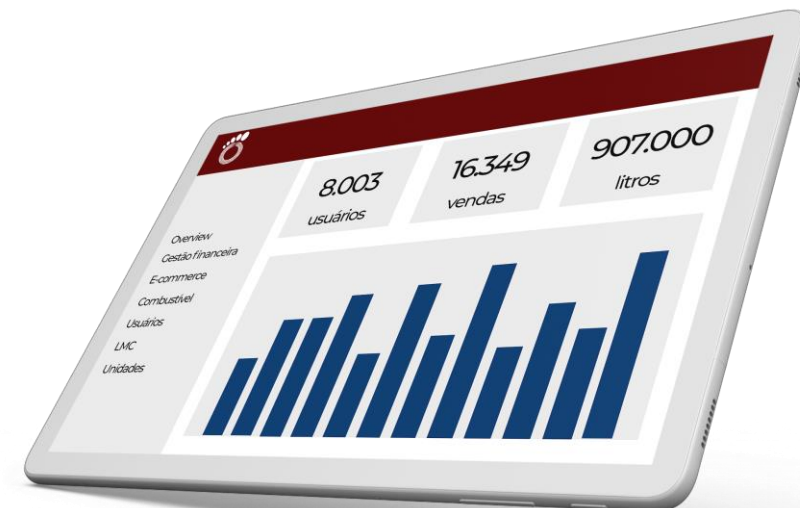 8.003
usuários
16.349
vendas
907.000
litros
Overview
Gestão financeira
E-commerce
Combustível
Usuários
LMC
Unidades